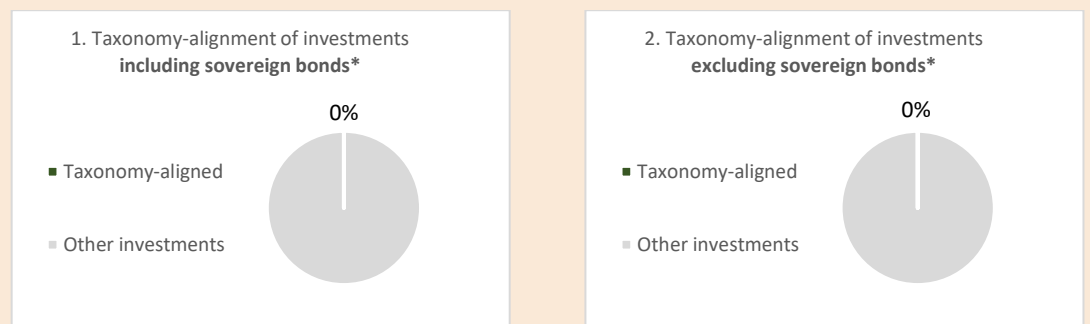 1. Taxonomy-alignment of investments
including sovereign bonds*
0%
Taxonomy-aligned
Other investments
2. Taxonomy-alignment of investments
excluding sovereign bonds*
0%
Taxonomy-aligned
Other investments